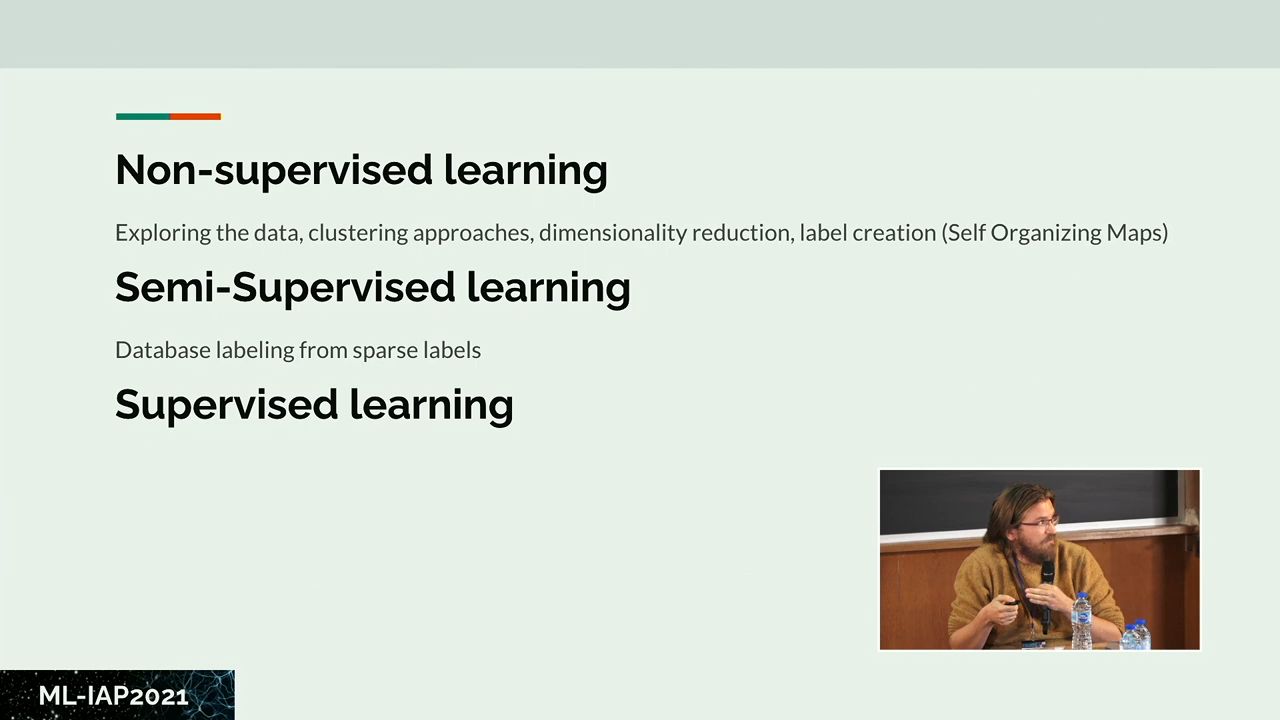 Non-supervised learning
Exploring the data, clustering approaches, dimensionality reduction, label creation (Self Organizing Maps)
Semi-Supervised learning
Database labeling from sparse labels
Supervised learning
ML-IAP2021